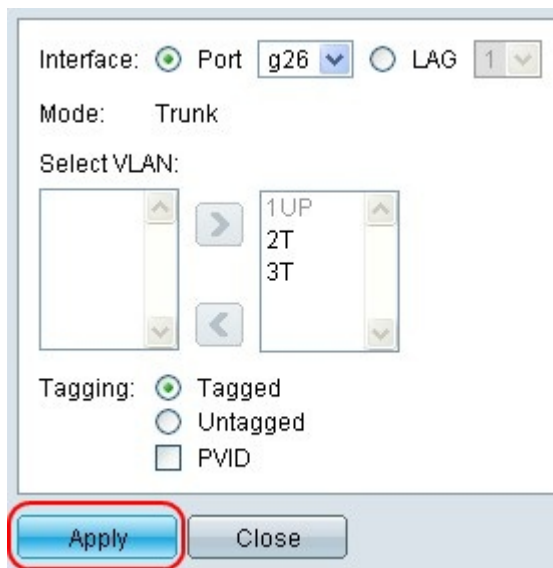 Interface: Port g26 LAG 1
Mode: Trunk
Select VLAN:
1UP
2T
3T
Tagging: Tagged
Untagged
PVID
Apply Close